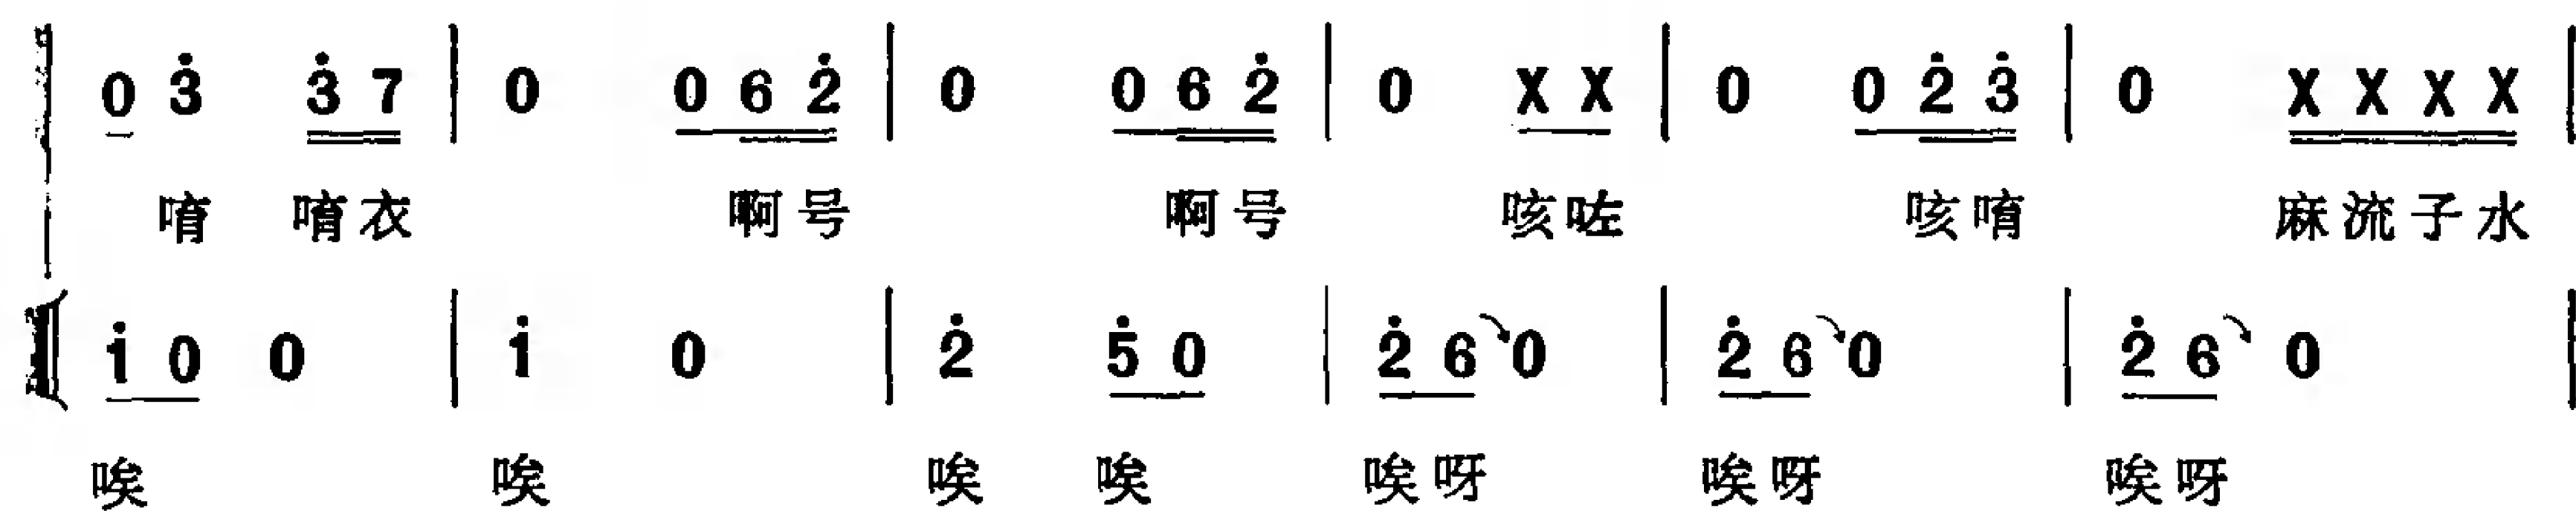 0 3̇ 3̇ 7 | 0 0 6 2̇ | 0 0 6 2̇ | 0 X X | 0 0 2̇ 3̇ | 0 X X X X |
唷 唷衣 啊号 啊号 咳咗 咳唷 麻流子水
1̇ 0 0 | 1̇ 0 | 2̇ 5̇ 0 | 2̇ 6 0 | 2̇ 6 0 | 2̇ 6 0 |
唉 唉 唉 唉 唉呀 唉呀 唉呀